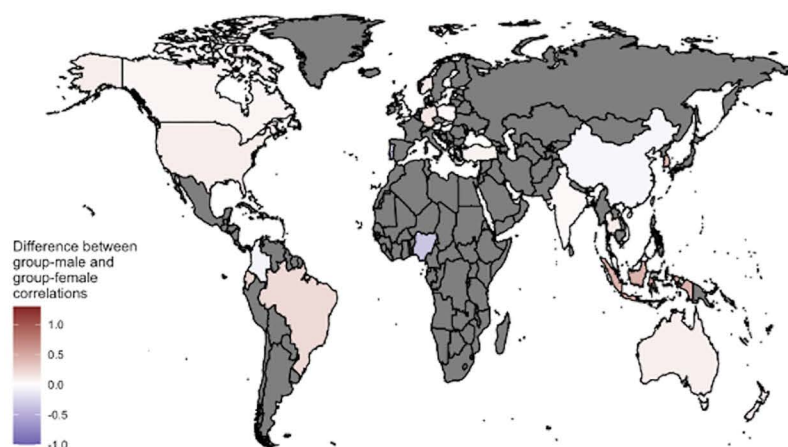 Difference between
group-male and
group-female
correlations
1.0
0.5
0.0
-0.5
-1.0